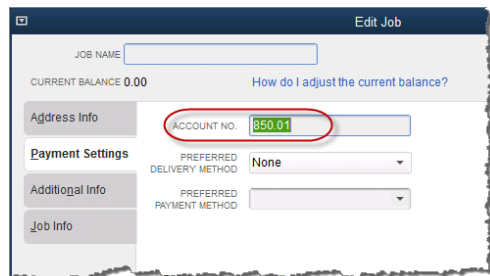 Edit Job
JOB NAME
CURRENT BALANCE 0.00 How do I adjust the current balance?
Address Info
ACCOUNT NO. 850.01
Payment Settings
PREFERRED
DELIVERY METHOD None
Additional Info
PREFERRED
PAYMENT METHOD
Job Info